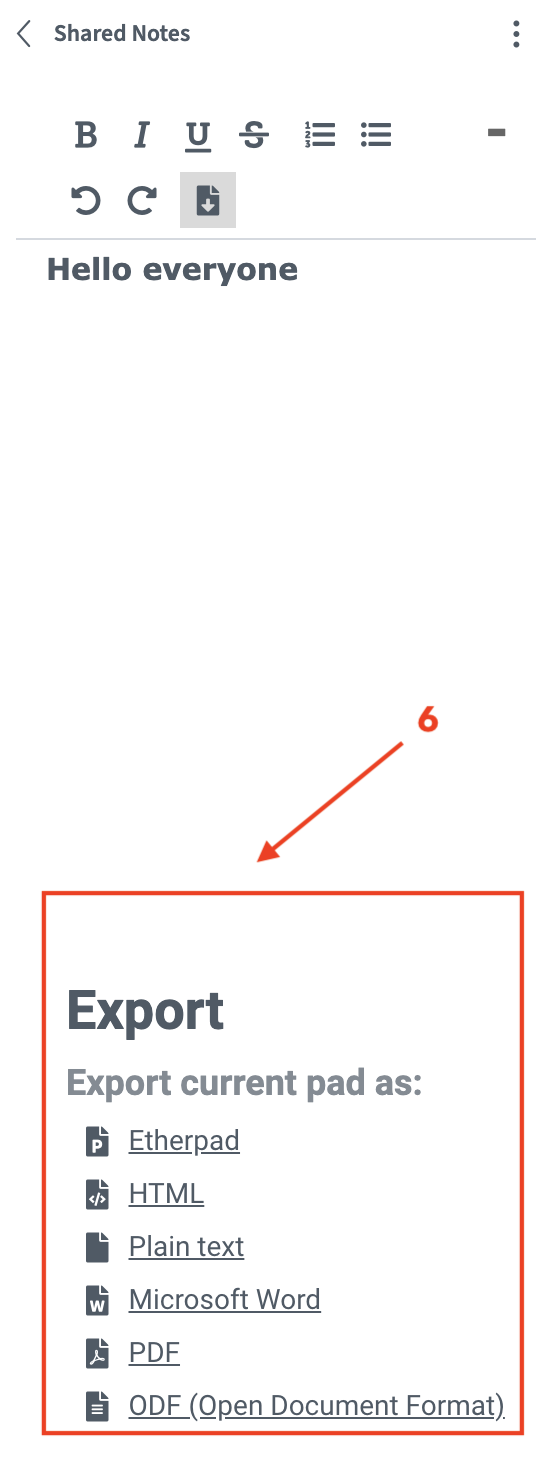 Shared Notes
B I U S
Hello everyone
6
Export
Export current pad as:
Etherpad
HTML
Plain text
Microsoft Word
PDF
ODF (Open Document Format)